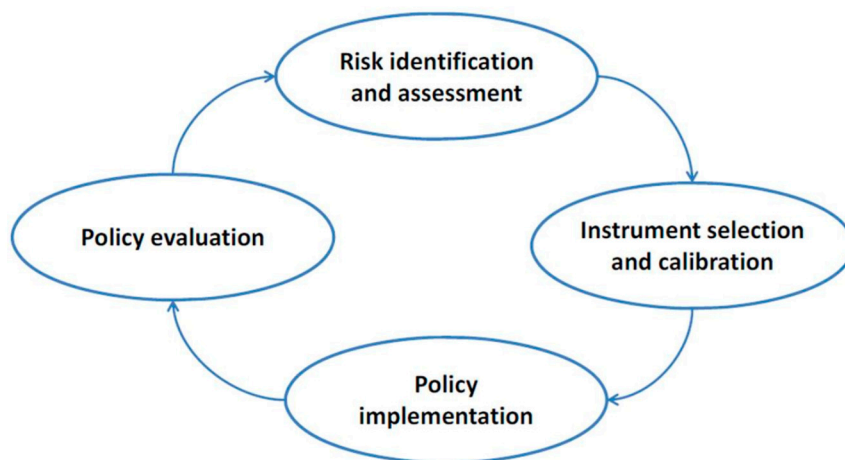 Risk identification
and assessment
Instrument selection
and calibration
Policy
implementation
Policy evaluation